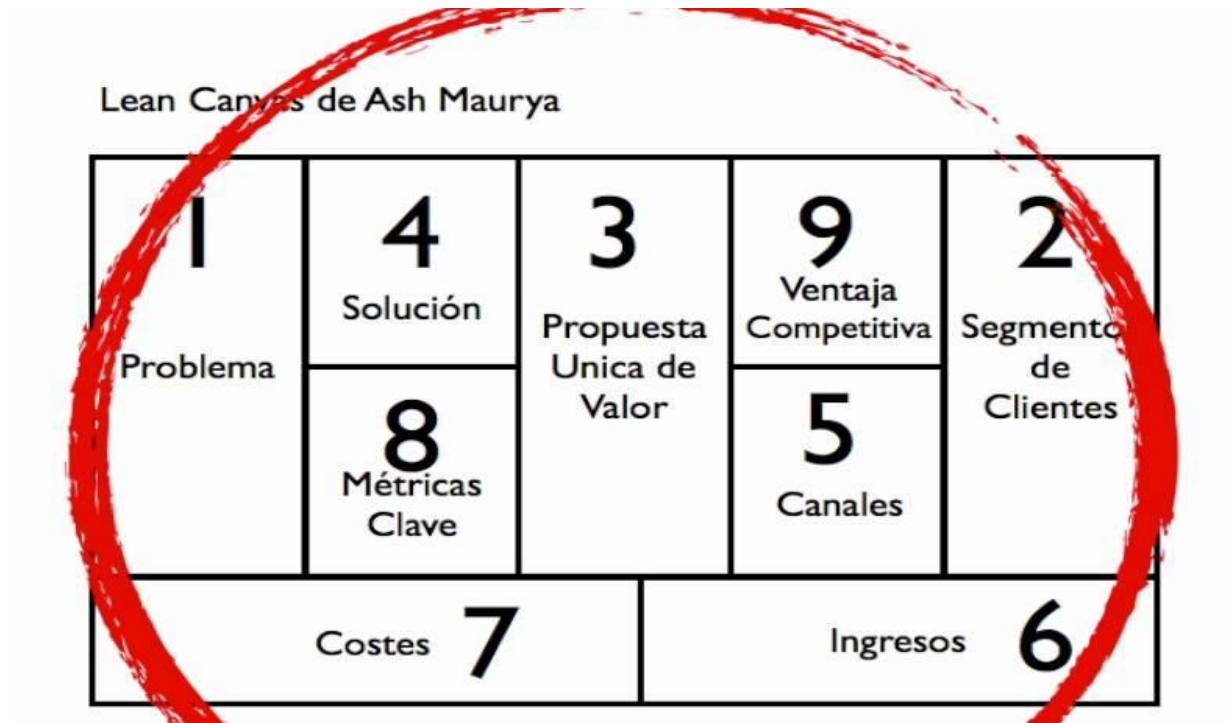 Lean Canvas de Ash Maurya
1
Problema
4
Solución
8
Métricas
Clave
3
Propuesta
Unica de
Valor
9
Ventaja
Competitiva
5
Canales
2
Segmento
de
Clientes
Costes 7
Ingresos 6